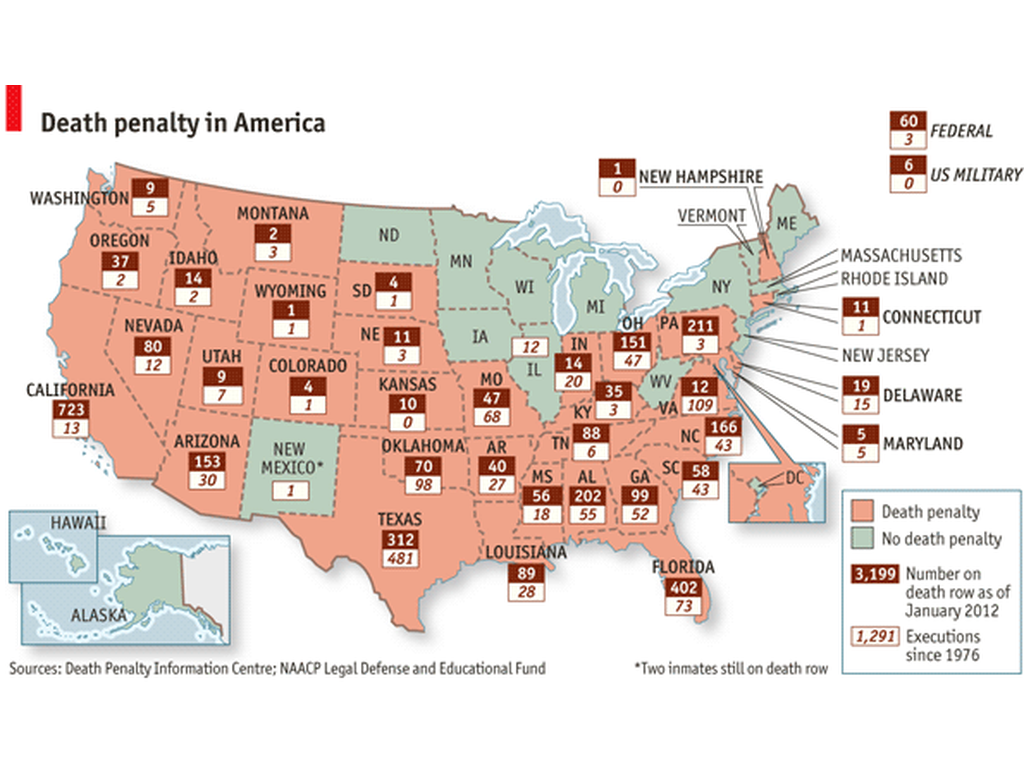 Death penalty in America
60
3
FEDERAL
6
0
US MILITARY
1
0
NEW HAMPSHIRE
VERMONT
ME
WASHINGTON
9
5
MONTANA
2
3
ND
MN
OREGON
37
2
IDAHO
14
2
WYOMING
1
1
SD
4
1
WI
MI
NY
MASSACHUSETTS
RHODE ISLAND
11
1
CONNECTICUT
NEW JERSEY
19
15
DELAWARE
5
5
MARYLAND
NEVADA
80
12
UTAH
9
7
COLORADO
4
1
NE
11
3
IA
12
IL
IN
14
20
OH
151
47
PA
211
3
CALIFORNIA
723
13
KANSAS
10
0
MO
47
68
KY
35
3
WV
VA
12
109
ARIZONA
153
30
NEW
MEXICO*
1
OKLAHOMA
70
98
AR
40
27
TN
88
6
NC
166
43
MS
56
18
AL
202
55
GA
99
52
SC
58
43
DC
TEXAS
312
481
LOUISIANA
89
28
FLORIDA
402
73
HAWAII
ALASKA
Death penalty
No death penalty
3,199
Number on
death row as of
January 2012
1,291
Executions
since 1976
Sources: Death Penalty Information Centre; NAACP Legal Defense and Educational Fund
*Two inmates still on death row